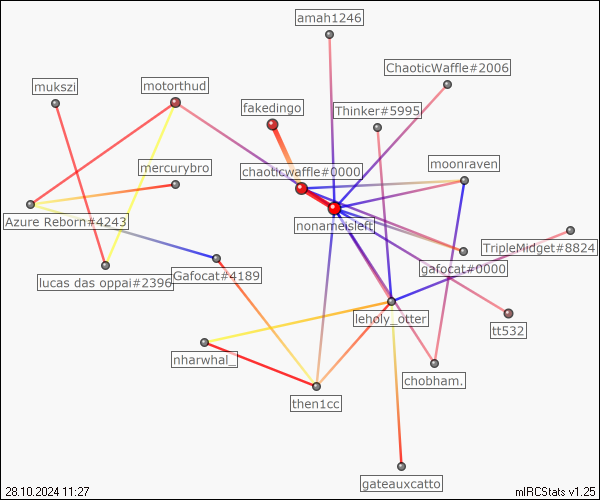 amah1246
ChaoticWaffle#2006
mukszi
motorthud
fakedingo
Thinker#5995
mercurybro
chaoticwaffle#0000
moonraven
Azure Reborn#4243
nonameisleft
TripleMidget#8824
gafocat#0000
Gafocat#4189
lucas das oppai#2396
leholy_otter
tt532
nharwhal_
chobham.
then1cc
gateauxcatto
28.10.2024 11:27
mIRCStats v1.25